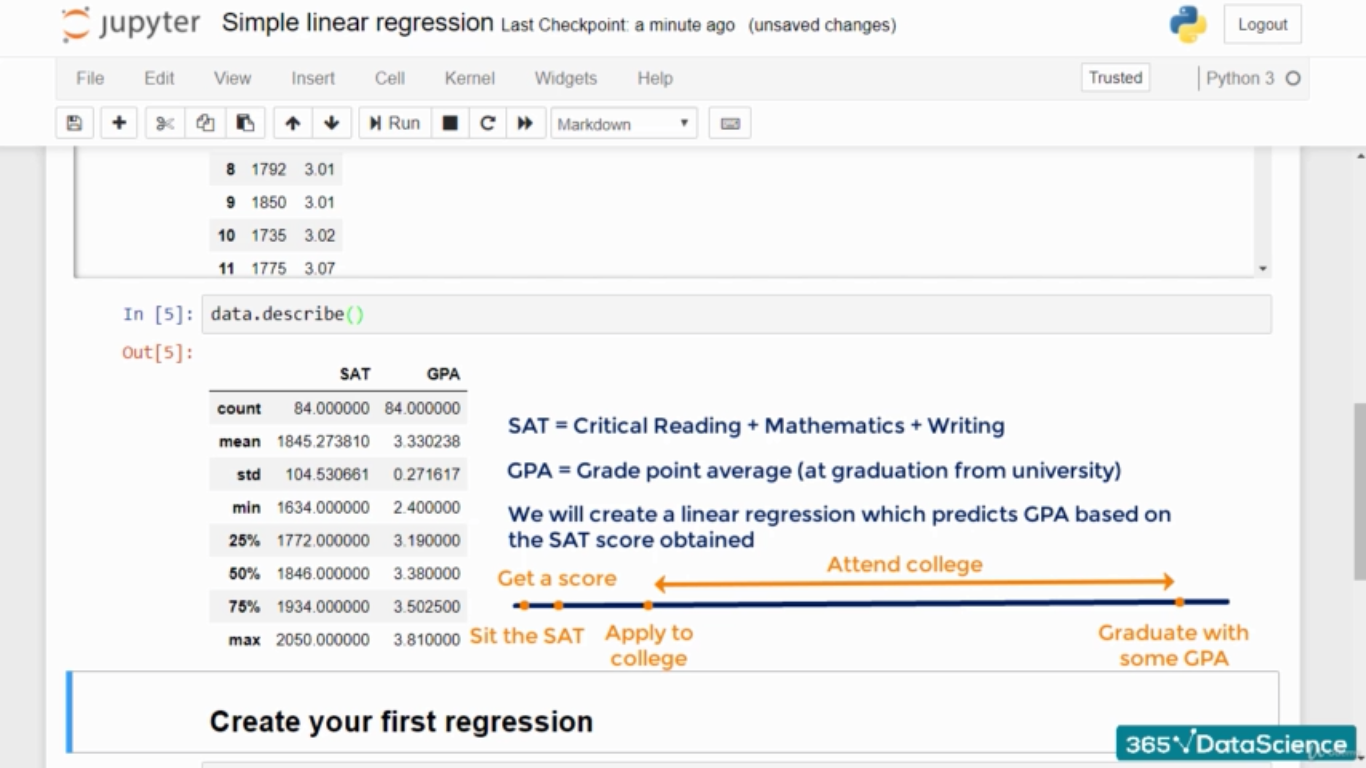 jupyter Simple linear regression Last Checkpoint: a minute ago (unsaved changes) Logout
File Edit View Insert Cell Kernel Widgets Help Trusted Python 3
Run Markdown
8 1792 3.01
9 1850 3.01
10 1735 3.02
11 1775 3.07
In [5]: data.describe()
Out[5]:
SAT GPA
count 84.000000 84.000000
mean 1845.273810 3.330238
std 104.530661 0.271617
min 1634.000000 2.400000
25% 1772.000000 3.190000
50% 1846.000000 3.380000
75% 1934.000000 3.502500
max 2050.000000 3.810000
SAT = Critical Reading + Mathematics + Writing
GPA = Grade point average (at graduation from university)
We will create a linear regression which predicts GPA based on
the SAT score obtained
Attend college
Get a score
Sit the SAT
Apply to
college
Graduate with
some GPA
Create your first regression
365 DataScience